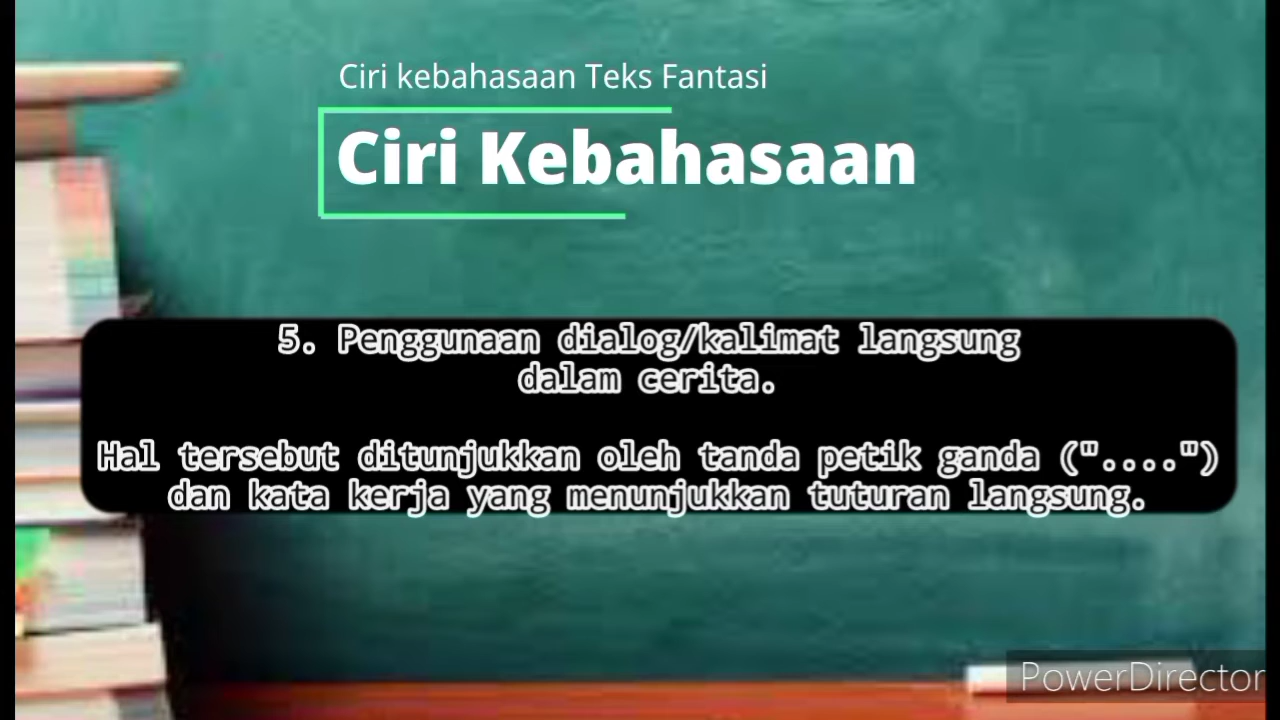 Ciri kebahasaan Teks Fantasi
Ciri Kebahasaan
5. Penggunaan dialog/kalimat langsung
dalam cerita.
Hal tersebut ditunjukkan oleh tanda petik ganda ("....")
dan kata kerja yang menunjukkan tuturan langsung.
PowerDirector